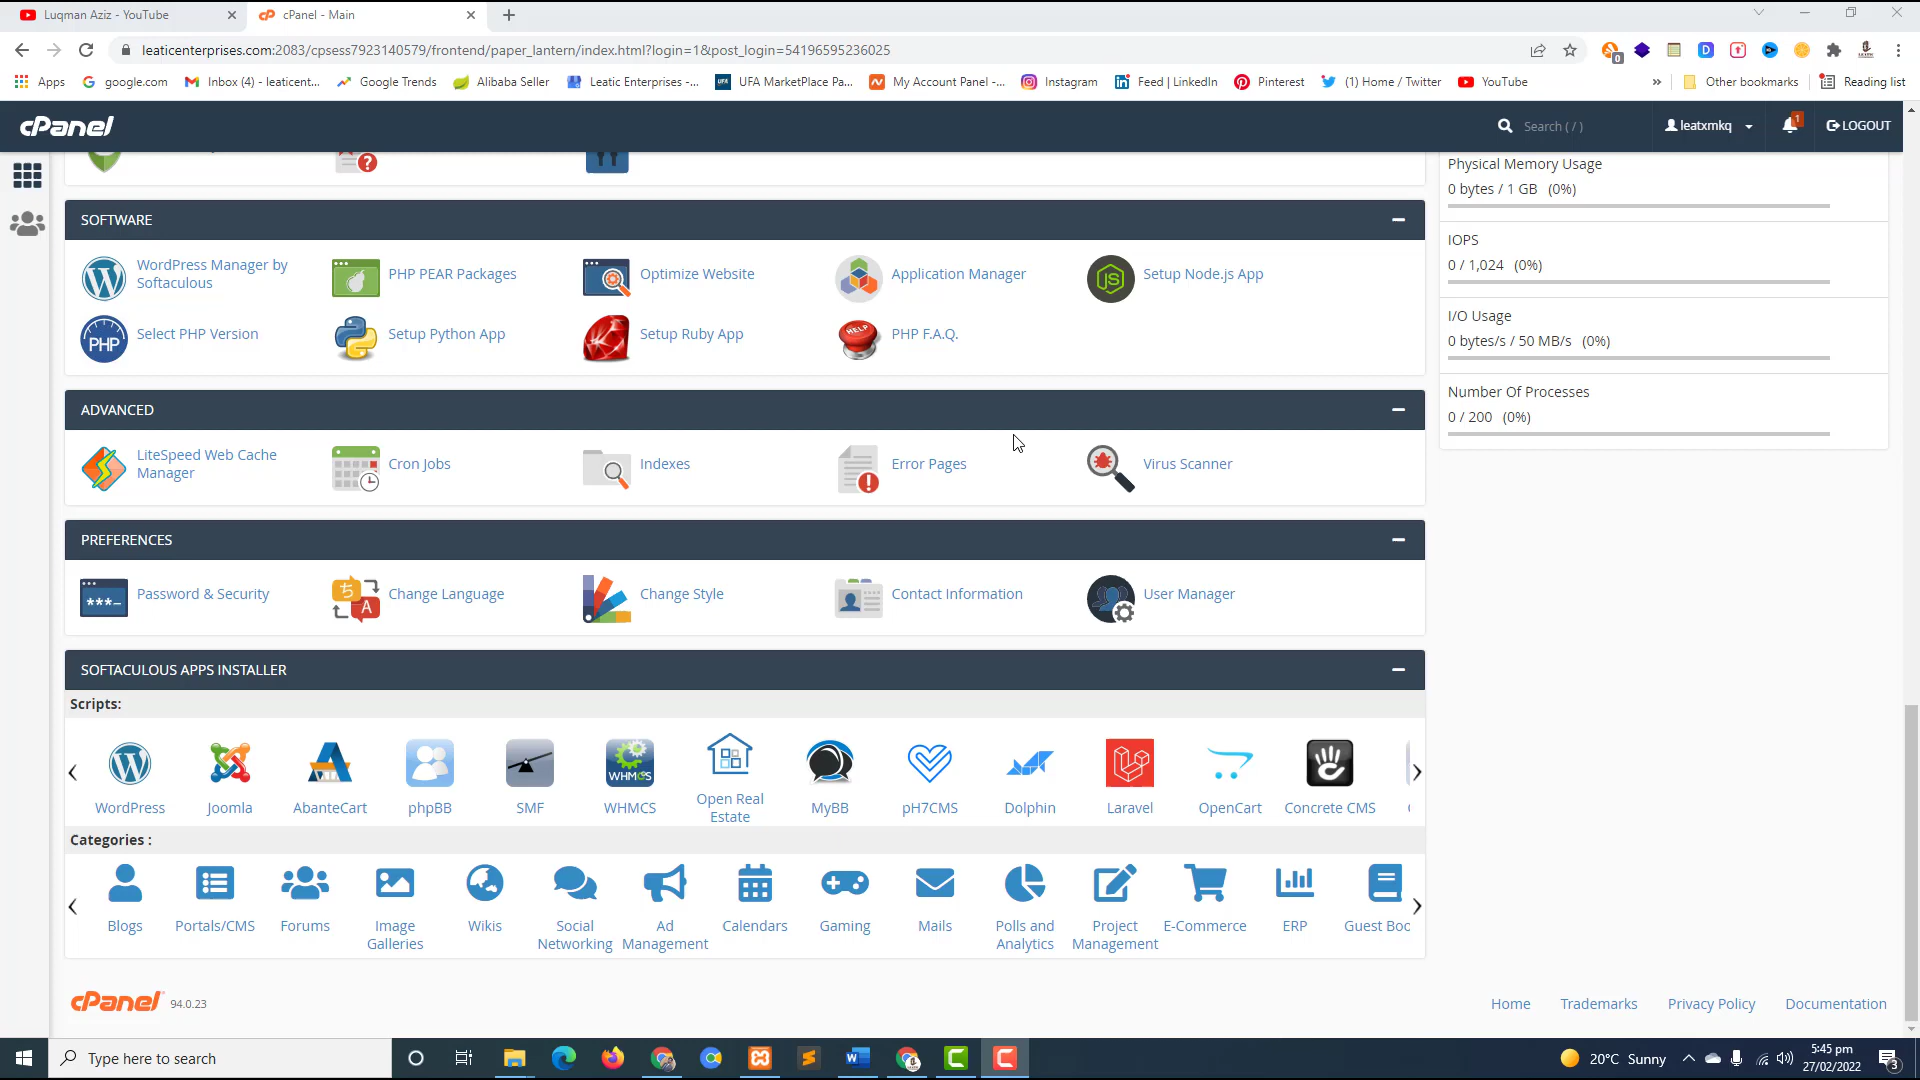 Luqman Aziz - YouTube
cPanel - Main
leaticenterprises.com:2083/cpsess7923140579/frontend/paper_lantern/index.html?login=1&post_login=54196595236025
Apps google.com Inbox (4) - leaticent... Google Trends Alibaba Seller Leatic Enterprises -... UFA MarketPlace Pa... My Account Panel -... Instagram Feed | LinkedIn Pinterest (1) Home / Twitter YouTube » Other bookmarks Reading list
cPanel Search ( / ) leatxmkq 1 LOGOUT
Physical Memory Usage
0 bytes / 1 GB (0%)
IOPS
0 / 1,024 (0%)
I/O Usage
0 bytes/s / 50 MB/s (0%)
Number Of Processes
0 / 200 (0%)
SOFTWARE
WordPress Manager by
Softaculous
PHP PEAR Packages
Optimize Website
Application Manager
Setup Node.js App
PHP
Select PHP Version
Setup Python App
Setup Ruby App
HELP
PHP F.A.Q.
ADVANCED
LiteSpeed Web Cache
Manager
Cron Jobs
Indexes
Error Pages
Virus Scanner
PREFERENCES
***_
Password & Security
ち
A
Change Language
Change Style
Contact Information
User Manager
SOFTACULOUS APPS INSTALLER
Scripts:
WHMCS
WordPress
Joomla
AbanteCart
phpBB
SMF
WHMCS
Open Real
Estate
MyBB
pH7CMS
Dolphin
Laravel
OpenCart
Concrete CMS
Categories :
Blogs
Portals/CMS
Forums
Image
Galleries
Wikis
Social
Networking
Ad
Management
Calendars
Gaming
Mails
Polls and
Analytics
Project
Management
E-Commerce
ERP
Guest Boo
cPanel 94.0.23
Home Trademarks Privacy Policy Documentation
Type here to search
20°C Sunny
5:45 pm
27/02/2022
3